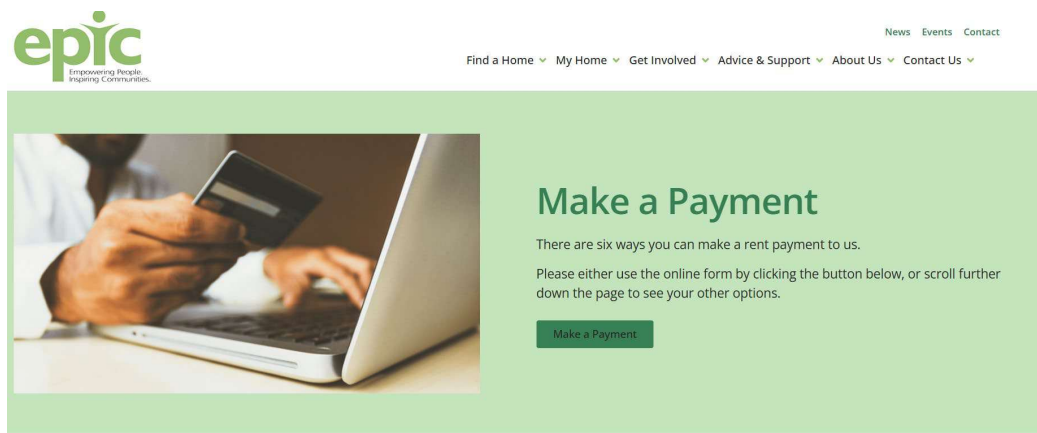 epic
Empowering People.
Inspiring Communities.
News Events Contact
Find a Home My Home Get Involved Advice & Support About Us Contact Us
Make a Payment
There are six ways you can make a rent payment to us.
Please either use the online form by clicking the button below, or scroll further
down the page to see your other options.
Make a Payment